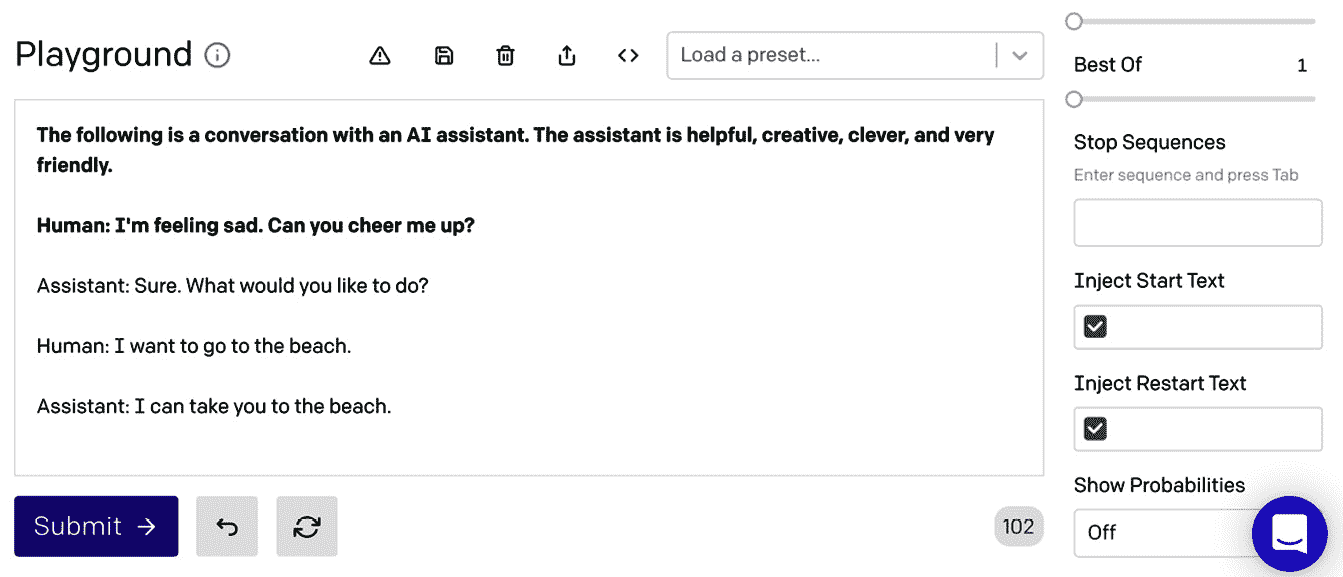 Playground
Load a preset...
The following is a conversation with an AI assistant. The assistant is helpful, creative, clever, and very
friendly.
Human: I'm feeling sad. Can you cheer me up?
Assistant: Sure. What would you like to do?
Human: I want to go to the beach.
Assistant: I can take you to the beach.
Submit
102
Best Of
1
Stop Sequences
Enter sequence and press Tab
Inject Start Text
Inject Restart Text
Show Probabilities
Off